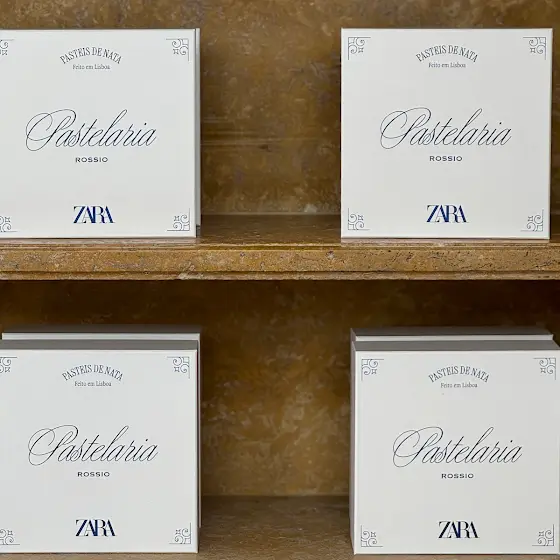 PASTEIS DE NATA
Feito em Lisboa
Pastelaria
ROSSIO
ZARA
PASTEIS DE NATA
Feito em Lisboa
Pastelaria
ROSSIO
ZARA
PASTEIS DE NATA
Feito em Lisboa
Pastelaria
ROSSIO
ZARA
PASTEIS DE NATA
Feito em Lisboa
Pastelaria
ROSSIO
ZARA